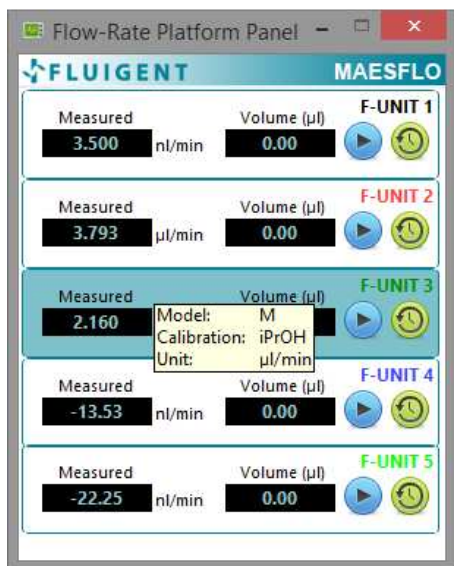 Flow-Rate Platform Panel
FLUIGENT MAESFLO
F-UNIT 1
Measured Volume (µl)
3.500 nl/min 0.00
F-UNIT 2
Measured Volume (µl)
3.793 µl/min 0.00
F-UNIT 3
Measured Volume (µl)
2.160
Model: M
Calibration: iPrOH
Unit: µl/min
F-UNIT 4
Measured Volume (µl)
-13.53 nl/min 0.00
F-UNIT 5
Measured Volume (µl)
-22.25 nl/min 0.00